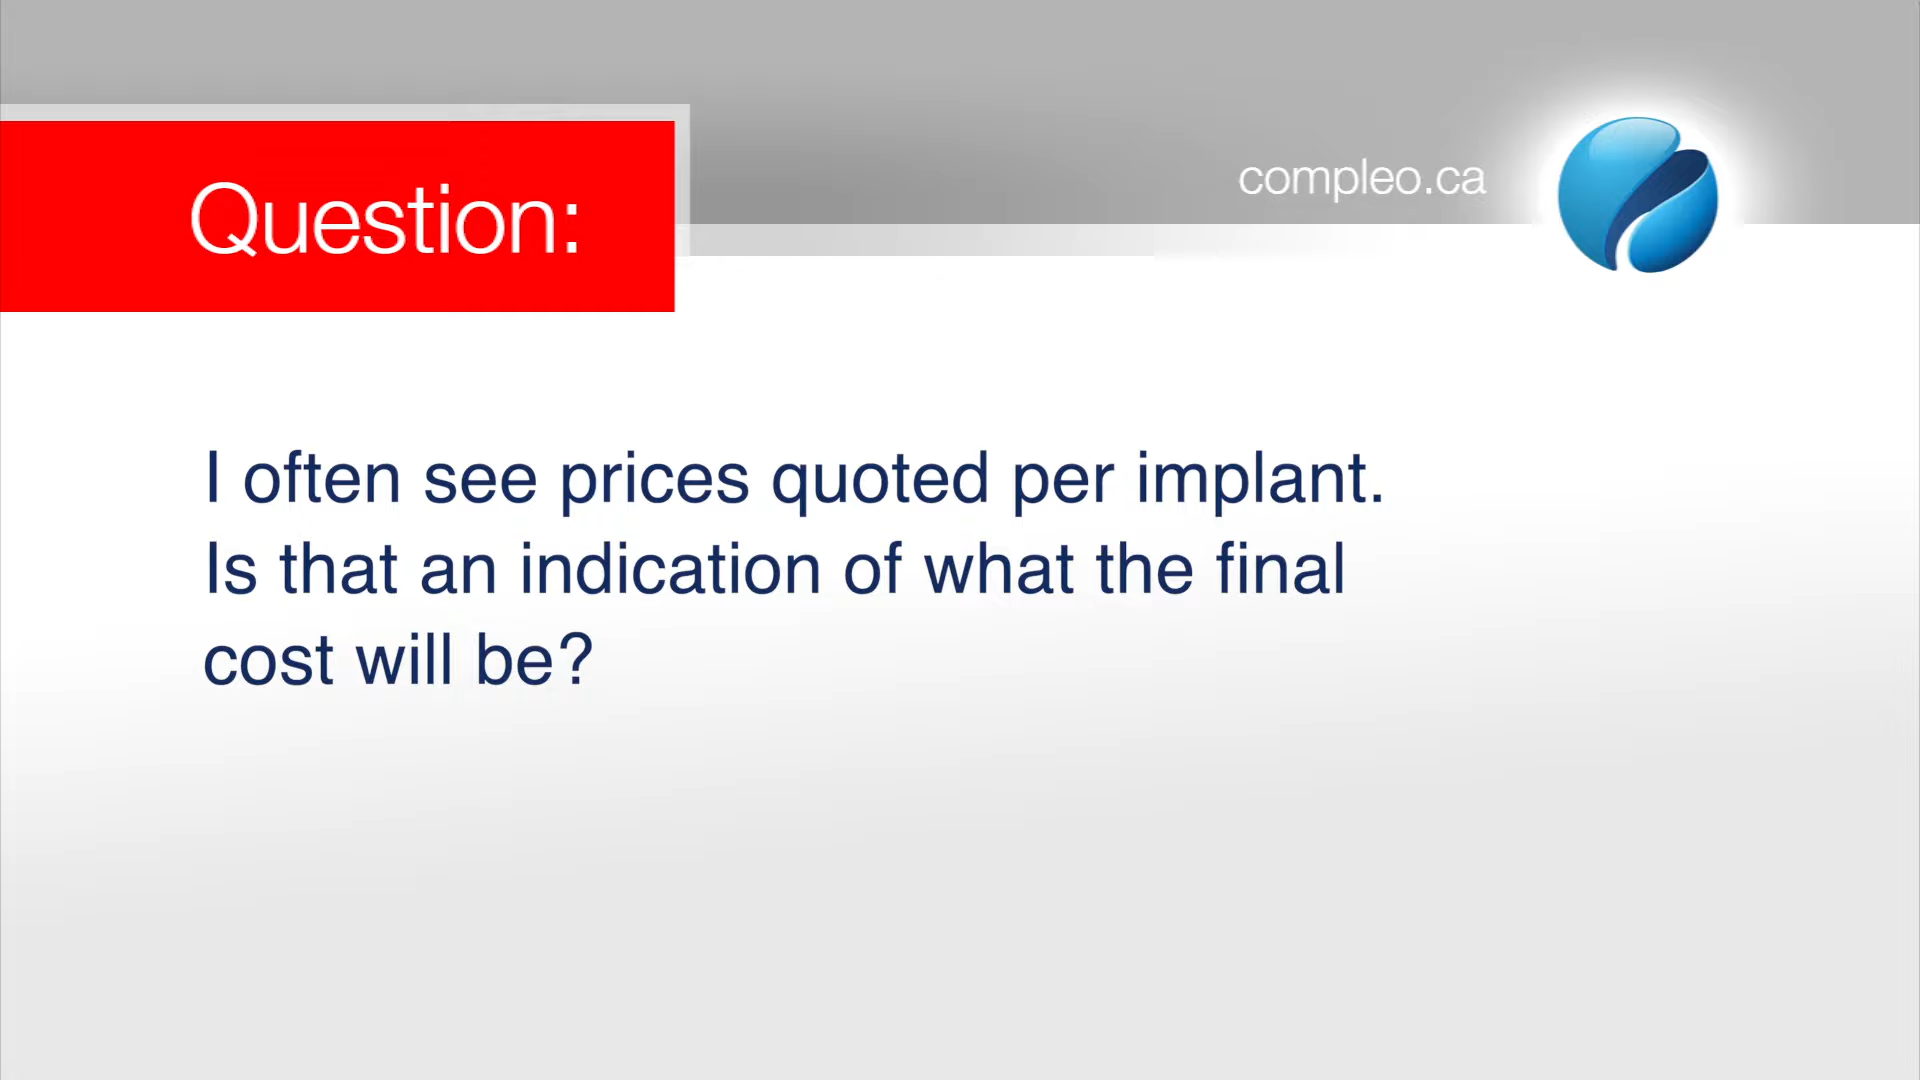 Question:
compleo.ca
I often see prices quoted per implant.
Is that an indication of what the final
cost will be?